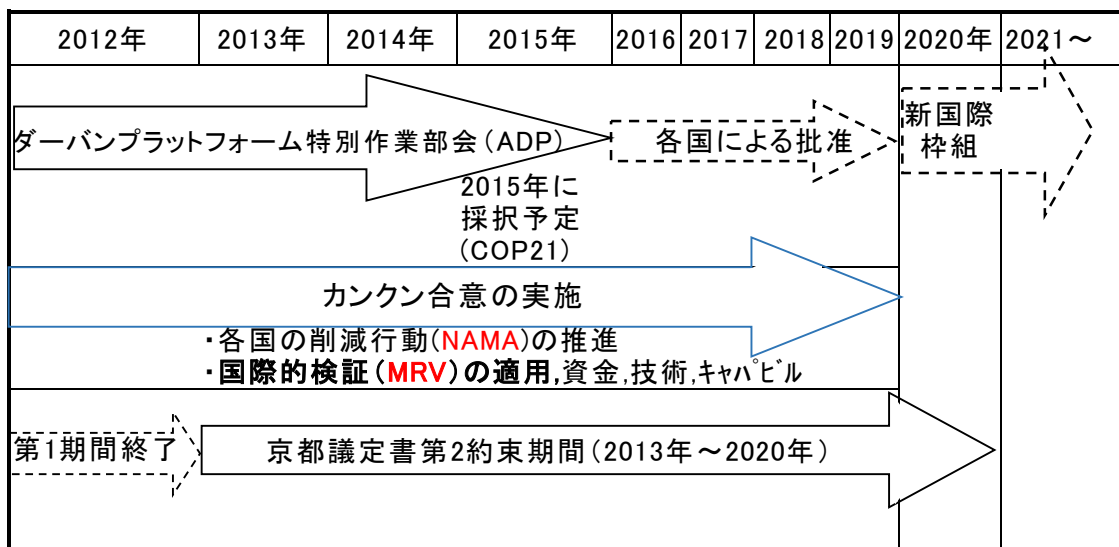 2012年 2013年 2014年 2015年 2016 2017 2018 2019 2020年 2021～
ダーバンプラットフォーム特別作業部会(ADP)
各国による批准
新国際
枠組
2015年に
採択予定
(COP21)
カンクン合意の実施
・各国の削減行動(NAMA)の推進
・国際的検証(MRV)の適用,資金,技術,ｷｬﾊﾟﾋﾞﾙ
第1期間終了
京都議定書第2約束期間(2013年～2020年)